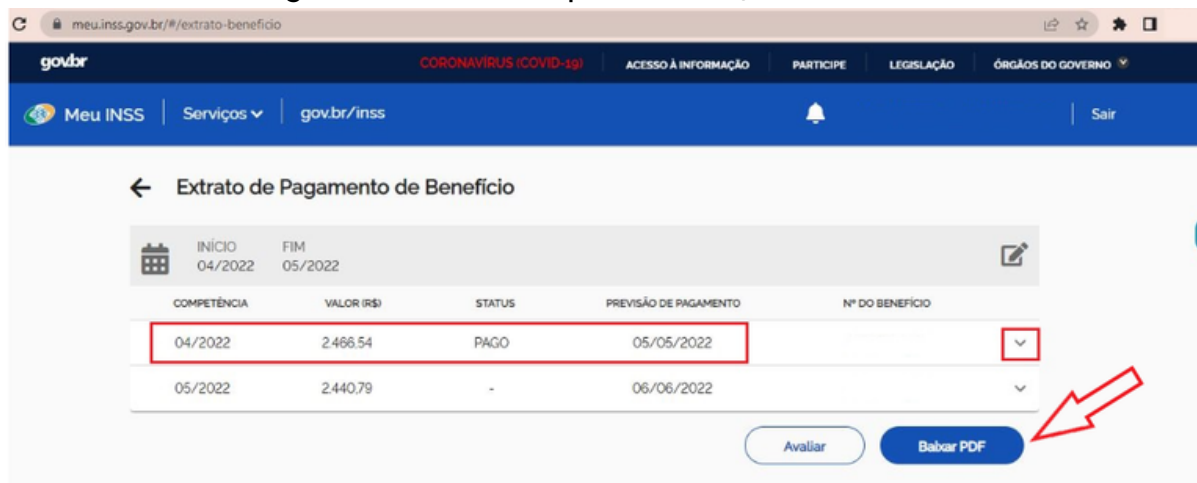 meu.inss.gov.br/#/extrato-beneficio
gov.br CORONAVÍRUS (COVID-19) ACESSO À INFORMAÇÃO PARTICIPE LEGISLAÇÃO ÓRGÃOS DO GOVERNO
Meu INSS Serviços gov.br/inss Sair
Extrato de Pagamento de Benefício
INÍCIO FIM
04/2022 05/2022
COMPETÊNCIA VALOR (R$) STATUS PREVISÃO DE PAGAMENTO Nº DO BENEFÍCIO
04/2022 2.466,54 PAGO 05/05/2022
05/2022 2.440,79 - 06/06/2022
Avaliar Baixar PDF